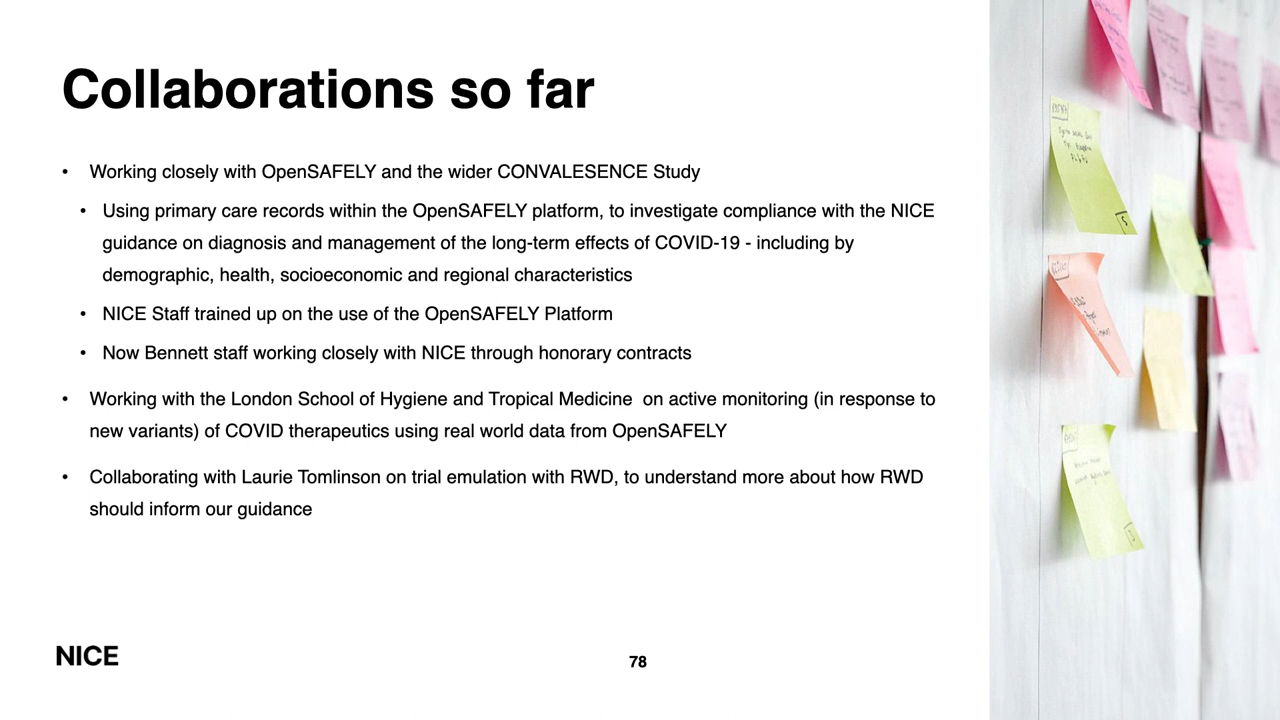 Collaborations so far
• Working closely with OpenSAFELY and the wider CONVALESENCE Study
• Using primary care records within the OpenSAFELY platform, to investigate compliance with the NICE
guidance on diagnosis and management of the long-term effects of COVID-19 - including by
demographic, health, socioeconomic and regional characteristics
• NICE Staff trained up on the use of the OpenSAFELY Platform
• Now Bennett staff working closely with NICE through honorary contracts
• Working with the London School of Hygiene and Tropical Medicine  on active monitoring (in response to
new variants) of COVID therapeutics using real world data from OpenSAFELY
• Collaborating with Laurie Tomlinson on trial emulation with RWD, to understand more about how RWD
should inform our guidance
NICE
78